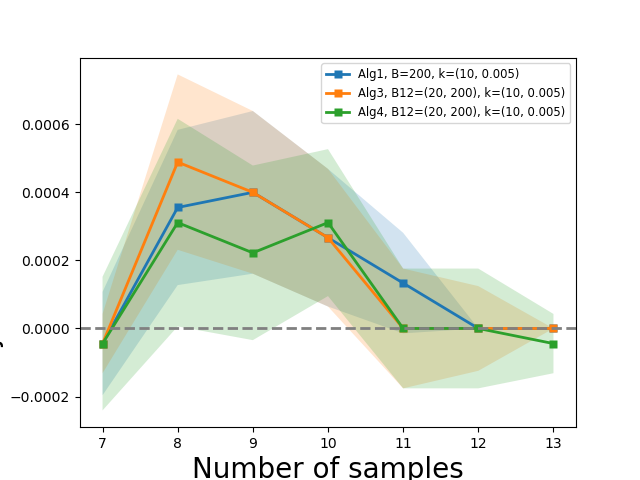 Alg1, B=200, k=(10, 0.005)
Alg3, B12=(20, 200), k=(10, 0.005)
Alg4, B12=(20, 200), k=(10, 0.005)
0.0006
0.0004
0.0002
0.0000
−0.0002
7 8 9 10 11 12 13
Number of samples